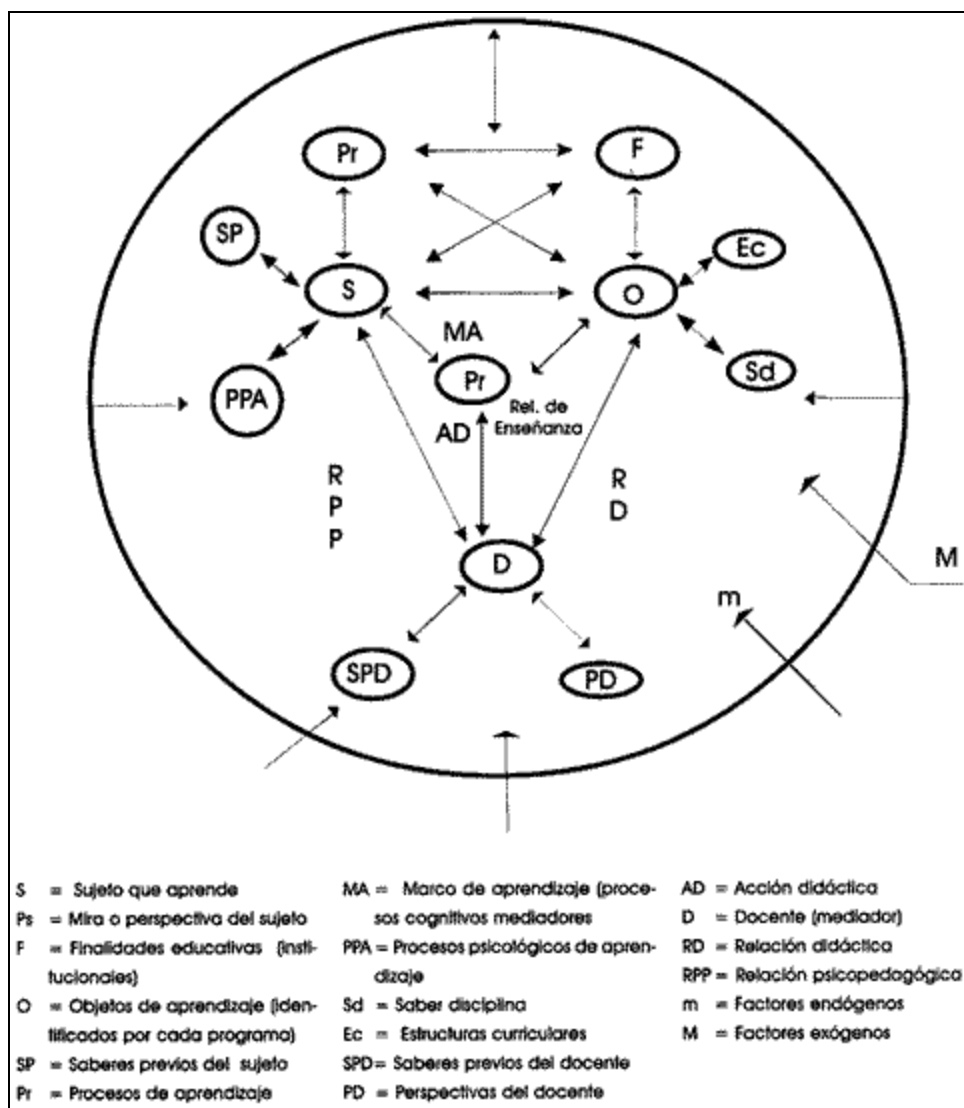 Pr
F
SP
Ec
S
O
MA
Pr
Sd
PPA
Rel. de
Enseñanza
AD
R
P
P
R
D
D
M
m
SPD
PD
S = Sujeto que aprende
Ps = Mira o perspectiva del sujeto
F = Finalidades educativas (insti-
tucionales)
O = Objetos de aprendizaje (iden-
tificados por cada programa)
SP = Saberes previos del sujeto
Pr = Procesos de aprendizaje
MA = Marco de aprendizaje (proce-
sos cognitivos mediadores
PPA = Procesos psicológicos de apren-
dizaje
Sd = Saber disciplina
Ec = Estructuras curriculares
SPD = Saberes previos del docente
PD = Perspectivas del docente
AD = Acción didáctica
D = Docente (mediador)
RD = Relación didáctica
RPP = Relación psicopedagógica
m = Factores endógenos
M = Factores exógenos